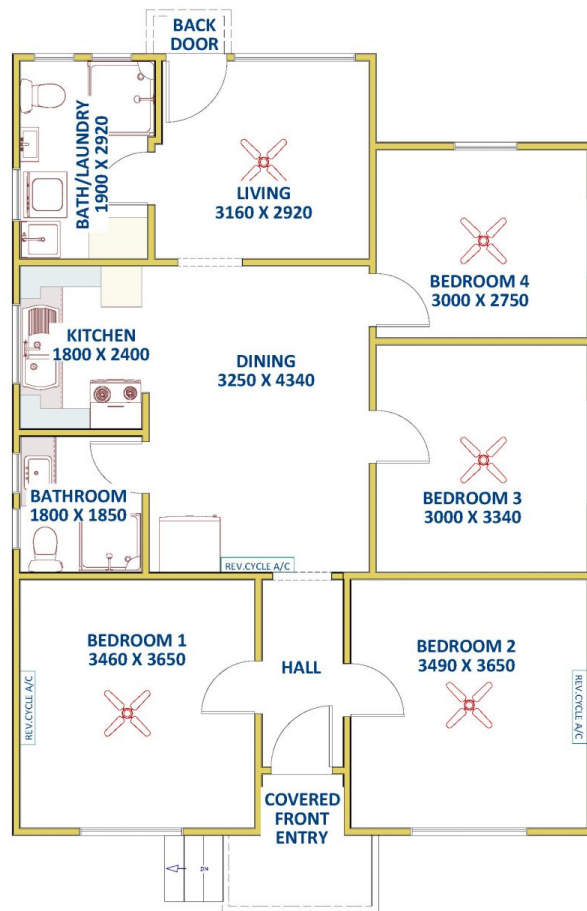 BACK
DOOR
BATH/LAUNDRY
1900 X 2920
LIVING
3160 X 2920
BEDROOM 4
3000 X 2750
KITCHEN
1800 X 2400
DINING
3250 X 4340
BATHROOM
1800 X 1850
BEDROOM 3
3000 X 3340
REV.CYCLE A/C
BEDROOM 1
3460 X 3650
HALL
BEDROOM 2
3490 X 3650
REV.CYCLE A/C
REV.CYCLE A/C
COVERED
FRONT
ENTRY
DN